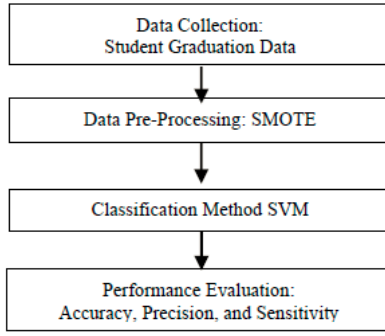 Data Collection:
Student Graduation Data
Data Pre-Processing: SMOTE
Classification Method SVM
Performance Evaluation:
Accuracy, Precision, and Sensitivity